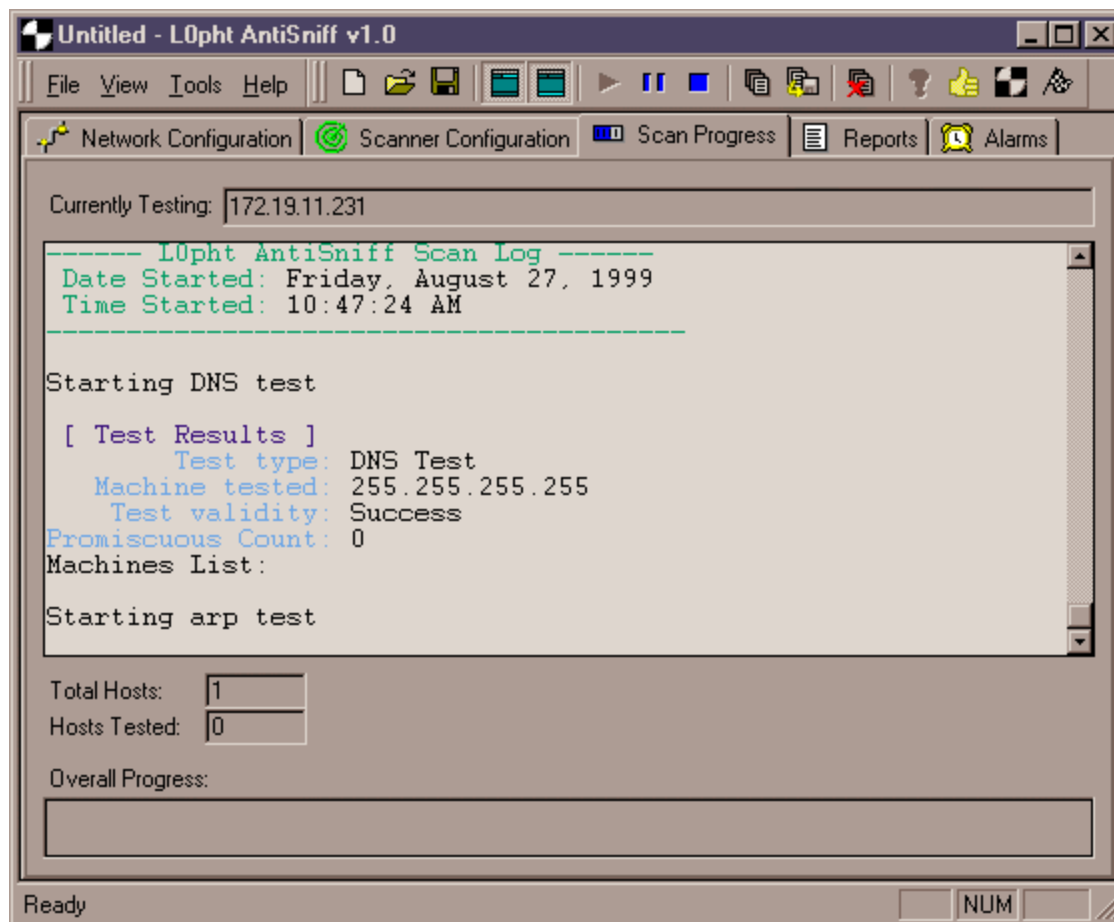 Untitled - L0pht AntiSniff v1.0
File View Tools Help
Network Configuration Scanner Configuration Scan Progress Reports Alarms
Currently Testing: 172.19.11.231
------ L0pht AntiSniff Scan Log ------
Date Started: Friday, August 27, 1999
Time Started: 10:47:24 AM
----------------------------------------
Starting DNS test
[ Test Results ]
Test type: DNS Test
Machine tested: 255.255.255.255
Test validity: Success
Promiscuous Count: 0
Machines List:
Starting arp test
Total Hosts: 1
Hosts Tested: 0
Overall Progress:
Ready NUM